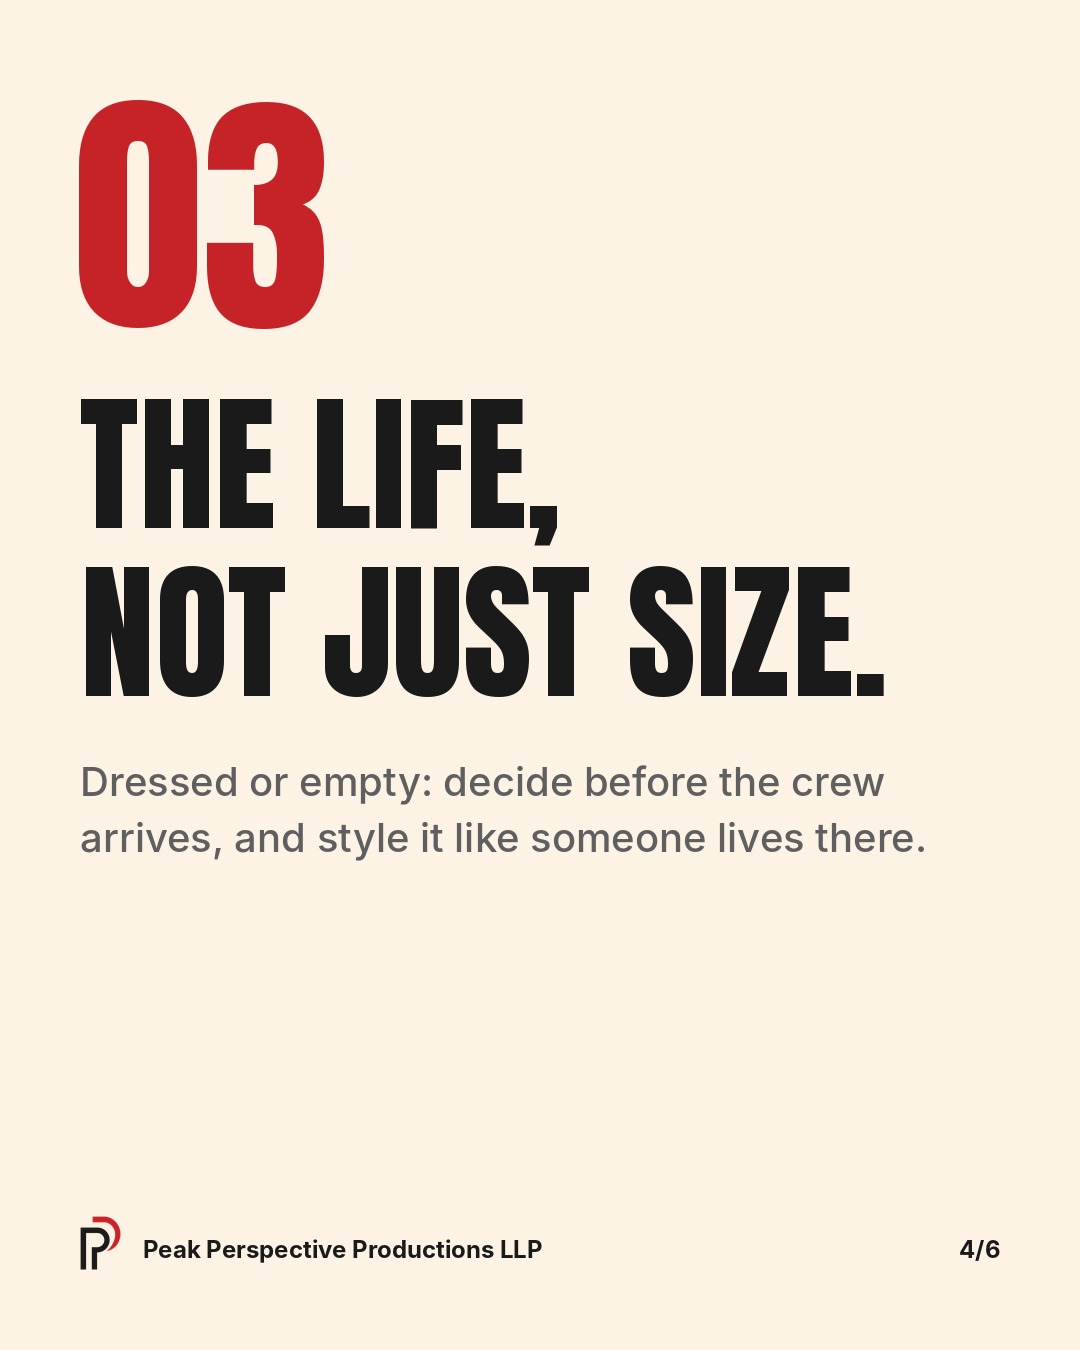 03
THE LIFE,
NOT JUST SIZE.
Dressed or empty: decide before the crew
arrives, and style it like someone lives there.
Peak Perspective Productions LLP
4/6